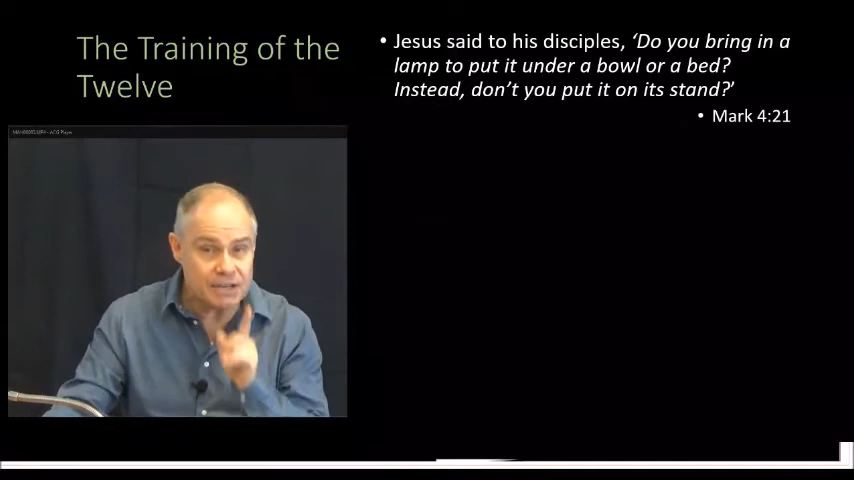 The Training of the
Twelve
• Jesus said to his disciples, ‘Do you bring in a
lamp to put it under a bowl or a bed?
Instead, don’t you put it on its stand?’
• Mark 4:21